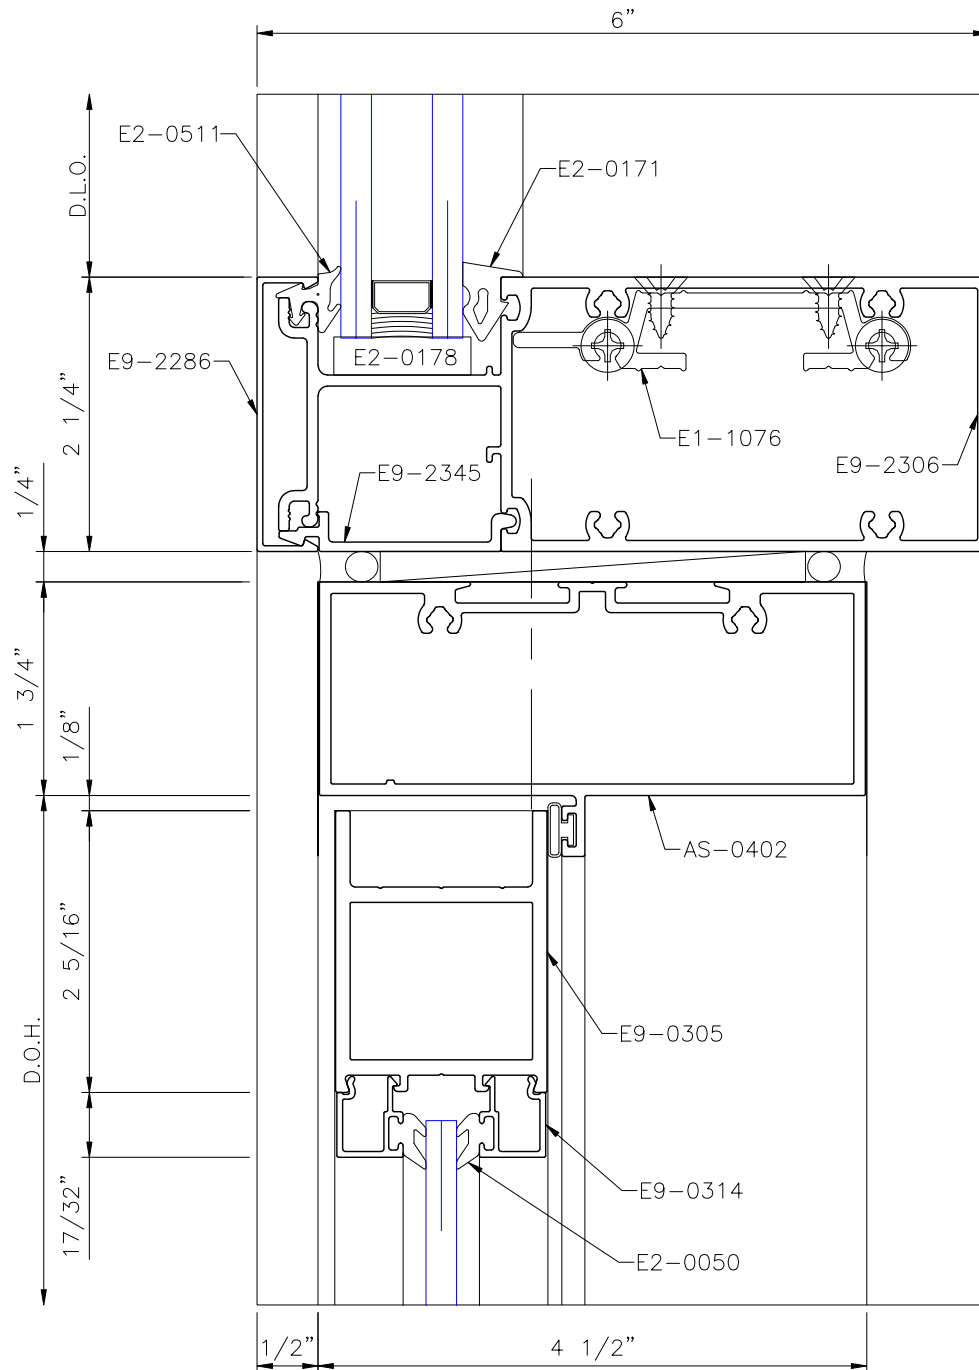 6”
E2-0511
E2-0171
D.L.O.
E2-0178
E9-2286
2 1/4”
E1-1076
E9-2306
E9-2345
1/4”
1 3/4”
1/8”
AS-0402
2 5/16”
D.O.H.
E9-0305
E9-0314
17/32”
E2-0050
1/2”
4 1/2”